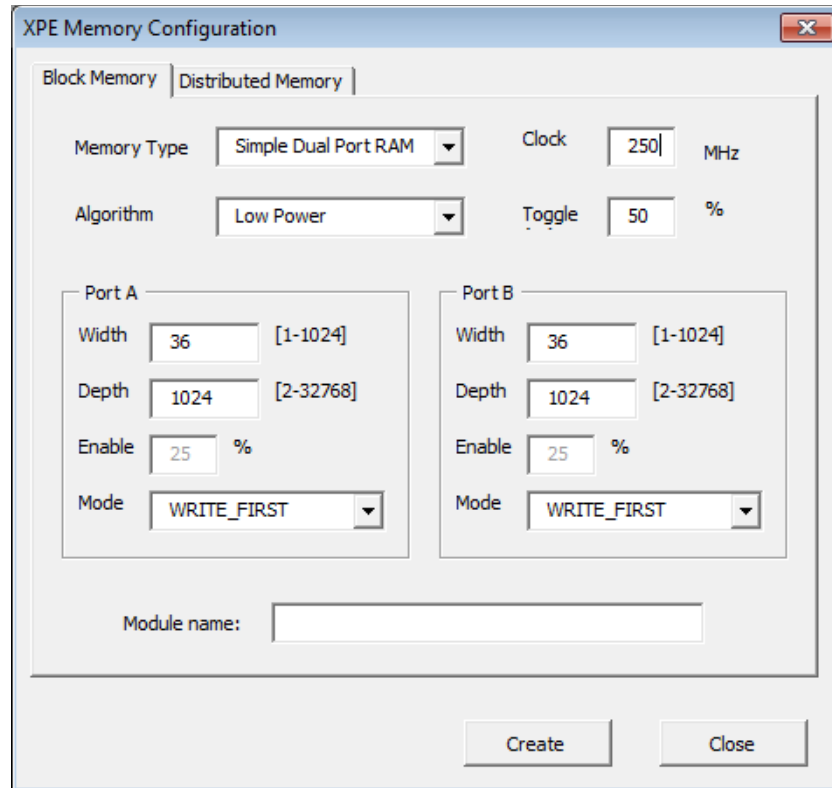 XPE Memory Configuration
Block Memory Distributed Memory
Memory Type Simple Dual Port RAM Clock 250 MHz
Algorithm Low Power Toggle 50 %
Port A
Width 36 [1-1024]
Depth 1024 [2-32768]
Enable 25 %
Mode WRITE_FIRST
Port B
Width 36 [1-1024]
Depth 1024 [2-32768]
Enable 25 %
Mode WRITE_FIRST
Module name:
Create Close